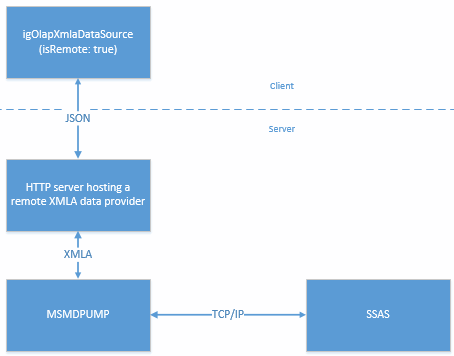 igOlapXmlaDataSource
(isRemote: true)
Client
JSON
Server
HTTP server hosting a
remote XMLA data provider
XMLA
MSMDPUMP
TCP/IP
SSAS